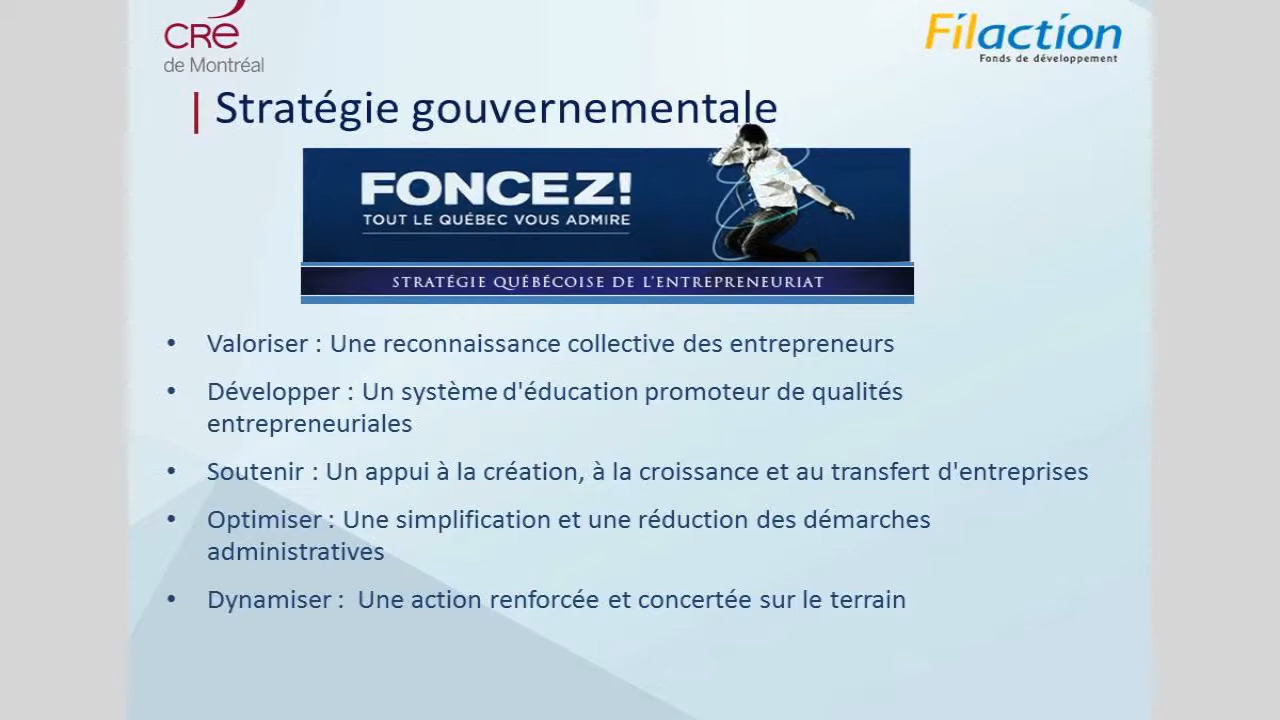 CRé
de Montréal
Filaction
Fonds de développement
| Stratégie gouvernementale
FONCEZ!
TOUT LE QUÉBEC VOUS ADMIRE
STRATÉGIE QUÉBÉCOISE DE L'ENTREPRENEURIAT
• Valoriser : Une reconnaissance collective des entrepreneurs
• Développer : Un système d'éducation promoteur de qualités
entrepreneuriales
• Soutenir : Un appui à la création, à la croissance et au transfert d'entreprises
• Optimiser : Une simplification et une réduction des démarches
administratives
• Dynamiser : Une action renforcée et concertée sur le terrain